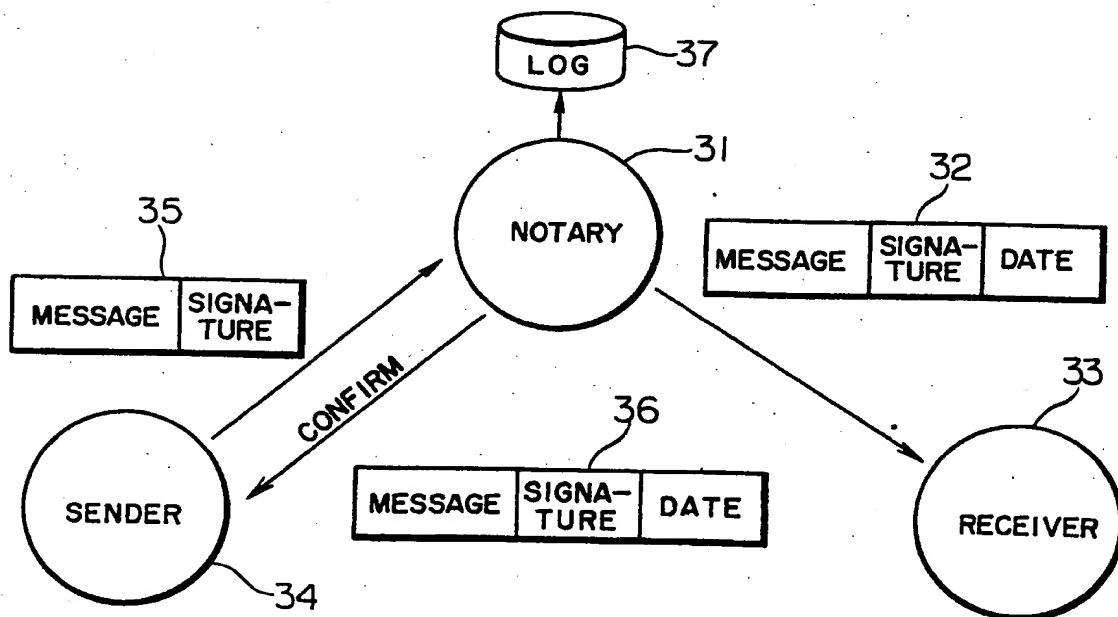 LOG
37
31
NOTARY
32
MESSAGE
SIGNA-
TURE
DATE
35
MESSAGE
SIGNA-
TURE
CONFIRM
36
MESSAGE
SIGNA-
TURE
DATE
33
SENDER
34
RECEIVER